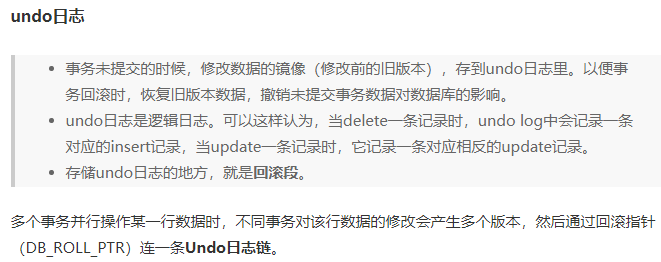 undo日志
• 事务未提交的时候，修改数据的镜像（修改前的旧版本），存到undo日志里。以便事
务回滚时，恢复旧版本数据，撤销未提交事务数据对数据库的影响。
• undo日志是逻辑日志。可以这样认为，当delete一条记录时，undo log中会记录一条
对应的insert记录，当update一条记录时，它记录一条对应相反的update记录。
• 存储undo日志的地方，就是回滚段。
多个事务并行操作某一行数据时，不同事务对该行数据的修改会产生多个版本，然后通过回滚指针
（DB_ROLL_PTR）连一条Undo日志链。